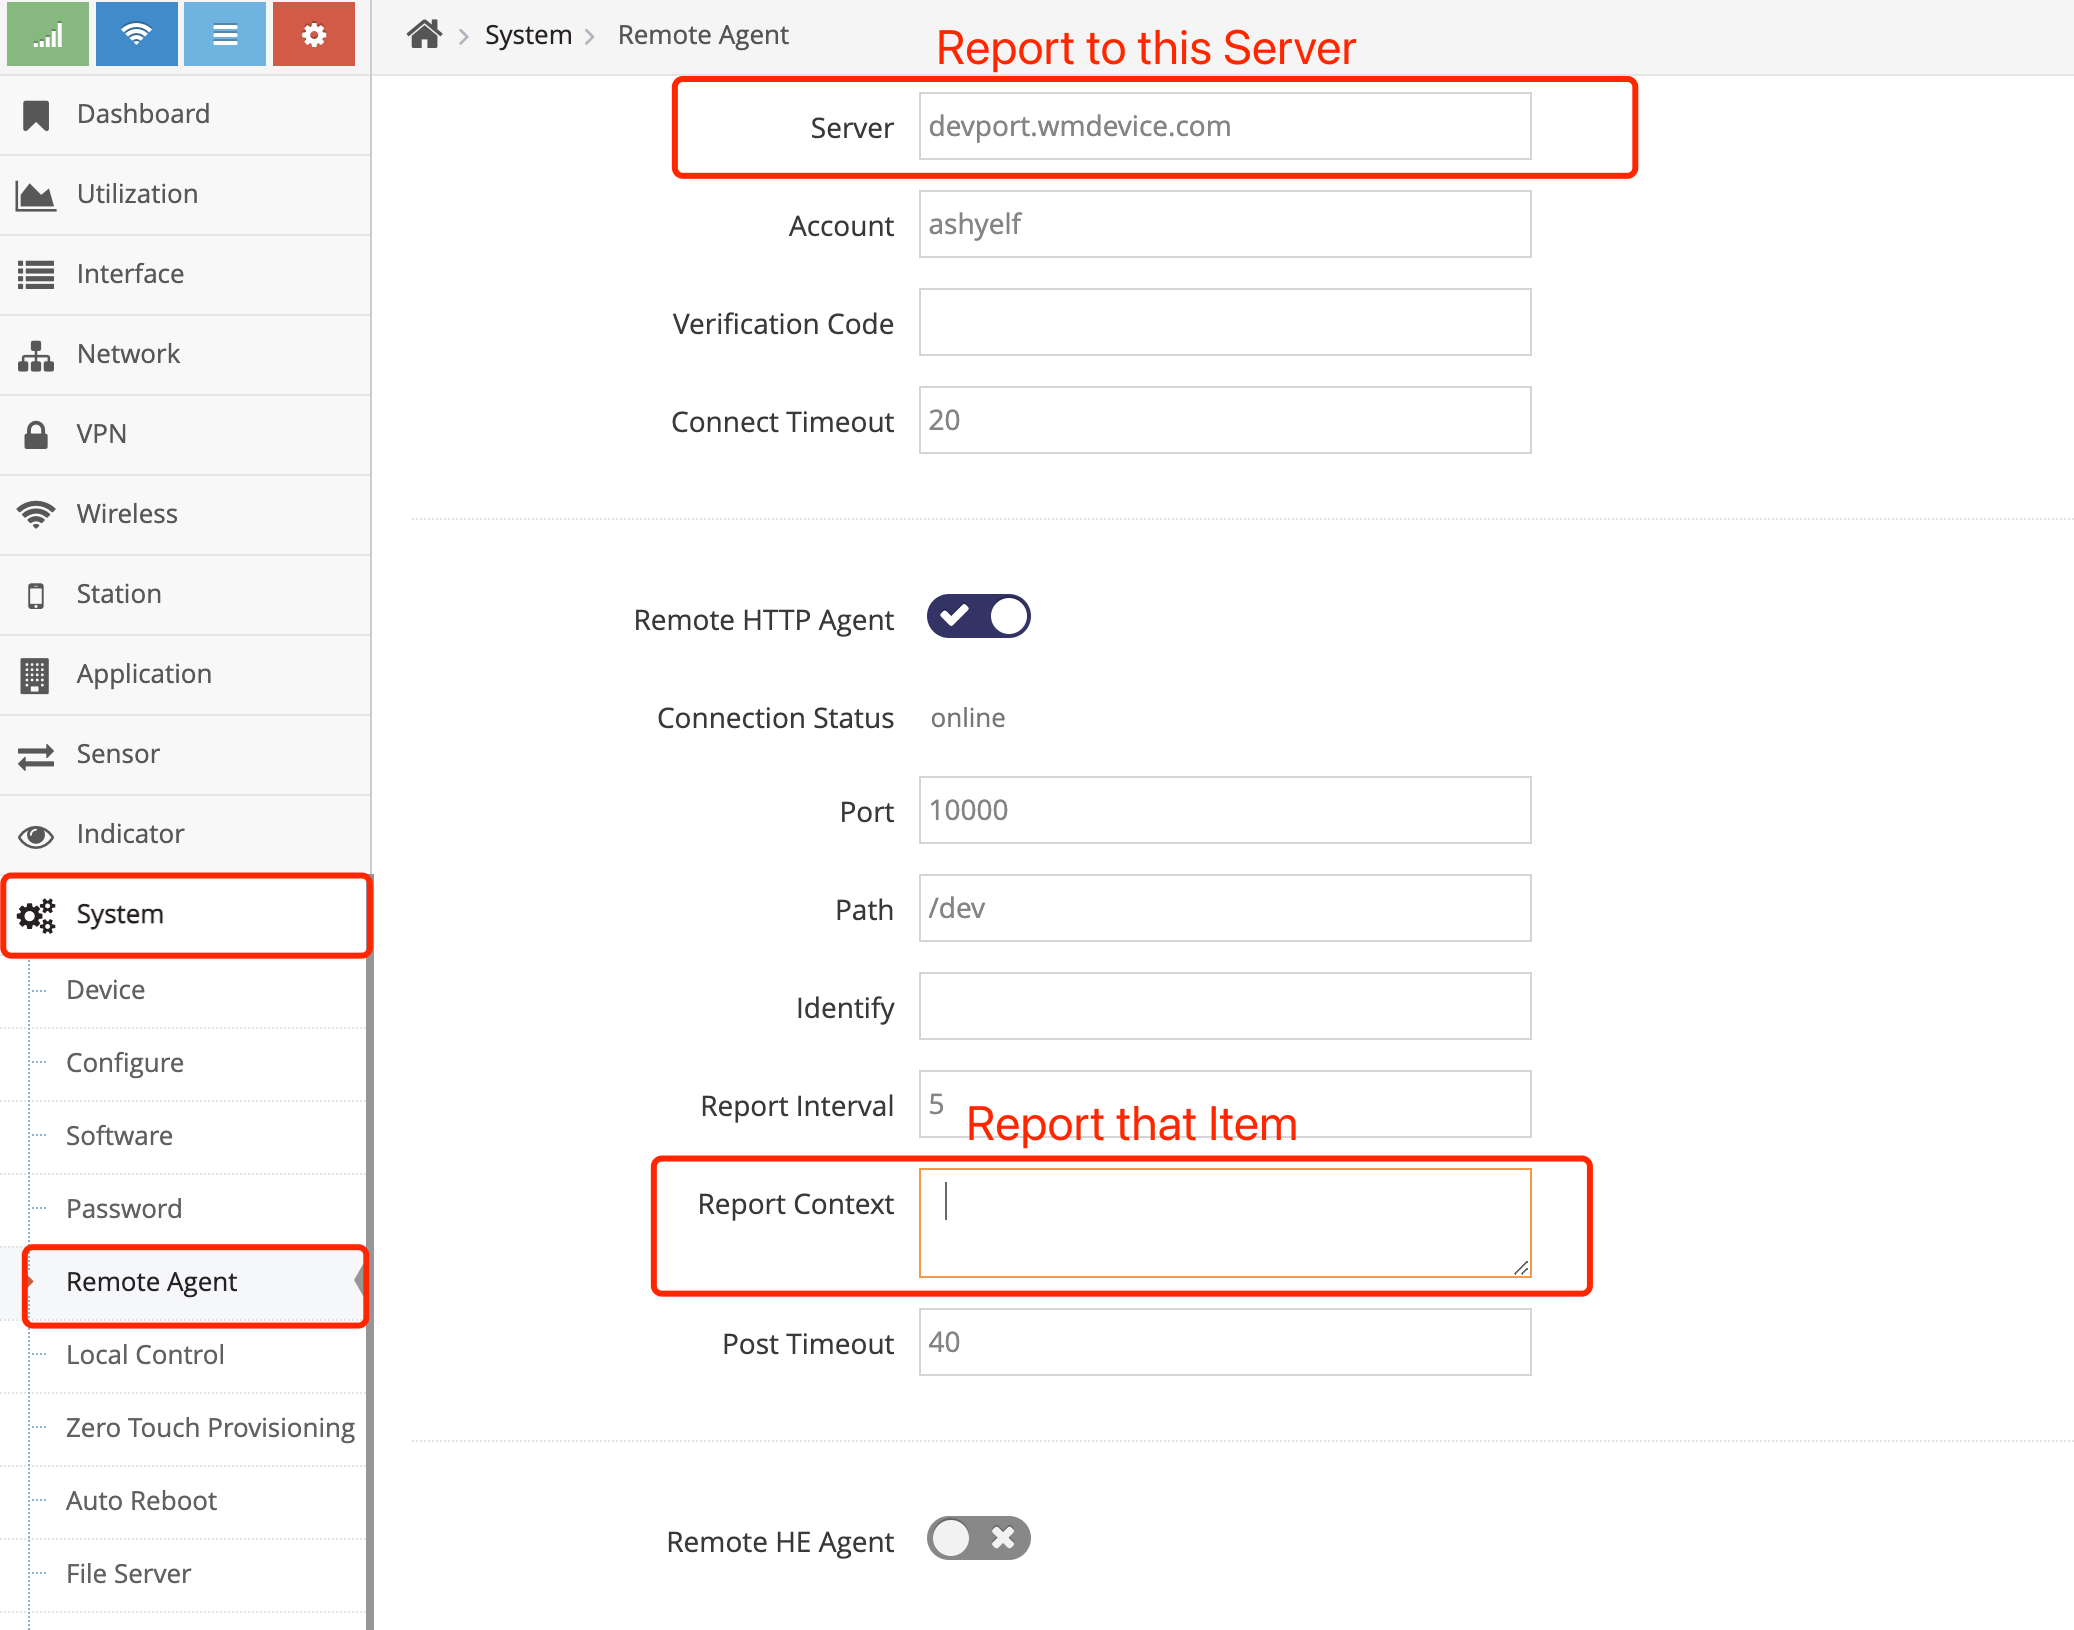 System
Remote Agent
Report to this Server
Dashboard
Utilization
Interface
Network
VPN
Wireless
Station
Application
Sensor
Indicator
System
Device
Configure
Software
Password
Remote Agent
Local Control
Zero Touch Provisioning
Auto Reboot
File Server
Server devport.wmdevice.com
Account ashyelf
Verification Code
Connect Timeout 20
Remote HTTP Agent
Connection Status online
Port 10000
Path /dev
Identify
Report Interval 5
Report that Item
Report Context
Post Timeout 40
Remote HE Agent